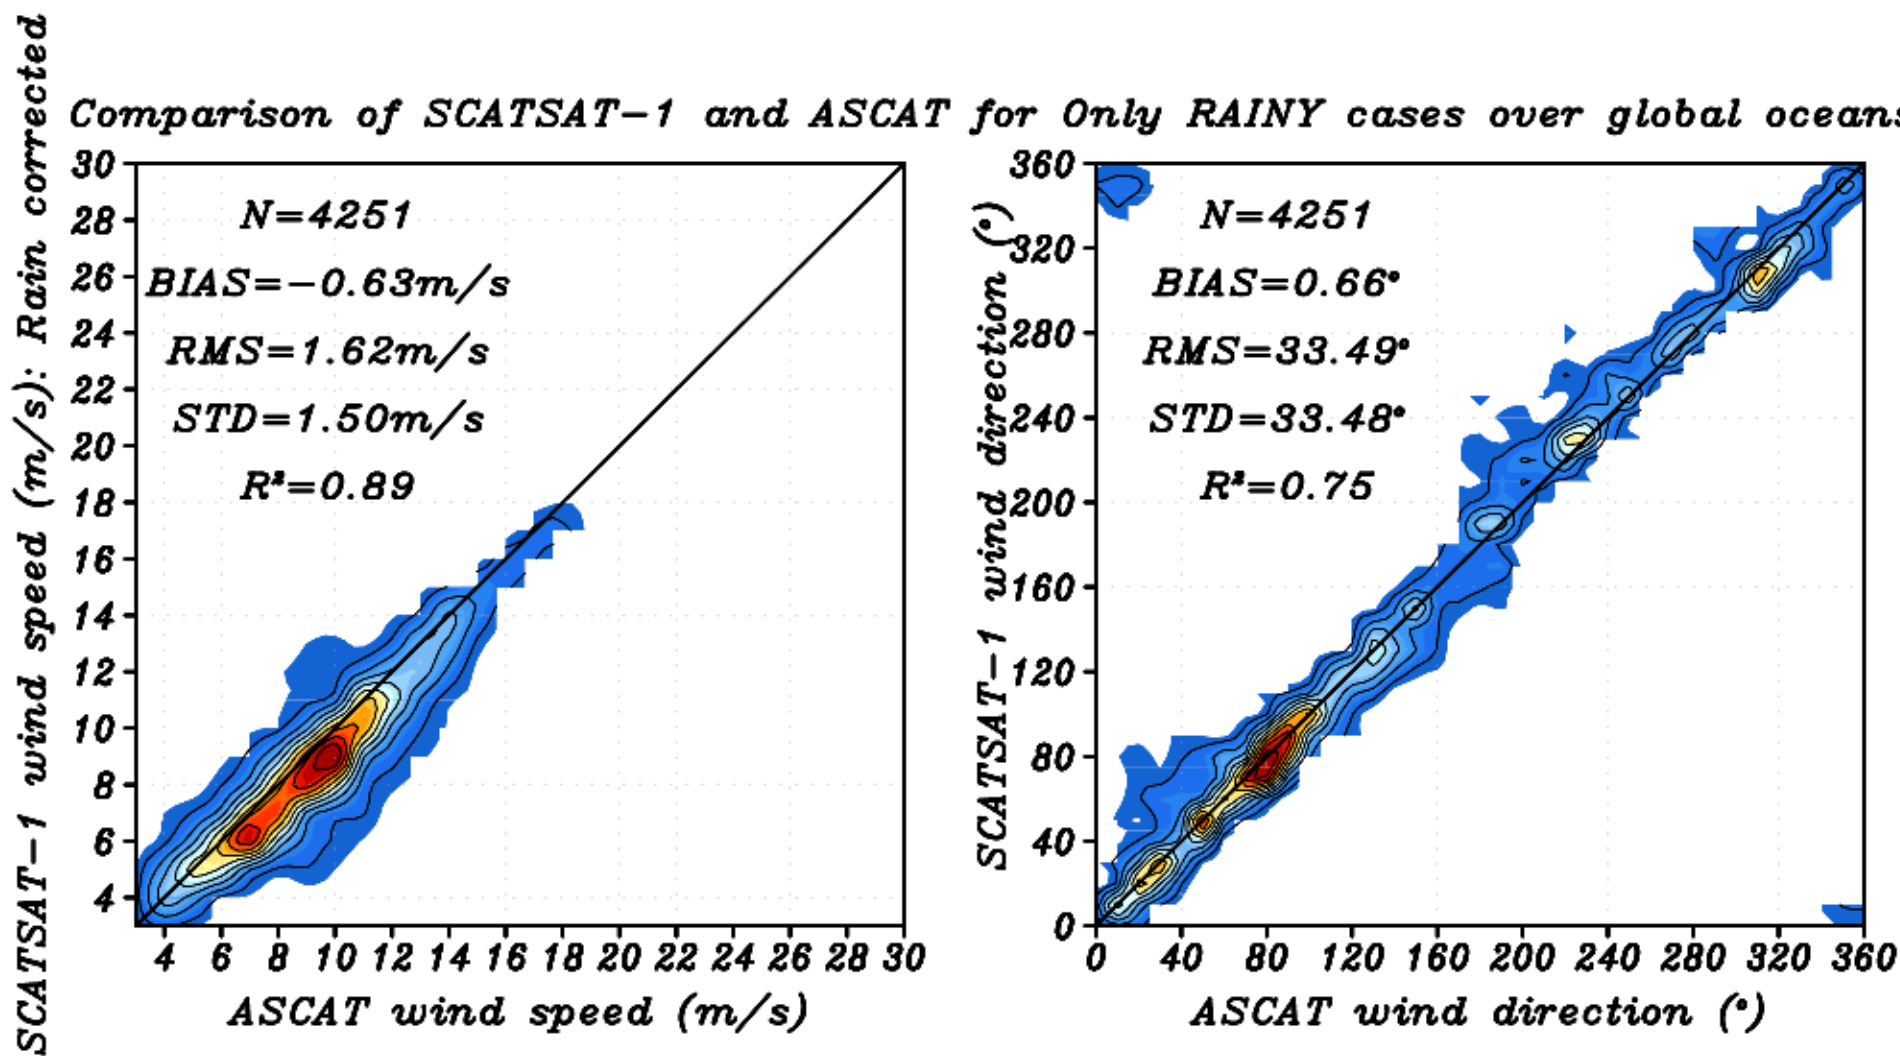 Comparison of SCATSAT-1 and ASCAT for Only RAINY cases over global oceans
SCATSAT-1 wind speed (m/s): Rain corrected
30
28
26
24
22
20
18
16
14
12
10
8
6
4
N=4251
BIAS=-0.63m/s
RMS=1.62m/s
STD=1.50m/s
R²=0.89
4 6 8 10 12 14 16 18 20 22 24 26 28 30
ASCAT wind speed (m/s)
SCATSAT-1 wind direction (°)
360
320
280
240
200
160
120
80
40
0
N=4251
BIAS=0.66°
RMS=33.49°
STD=33.48°
R²=0.75
0 40 80 120 160 200 240 280 320 360
ASCAT wind direction (°)